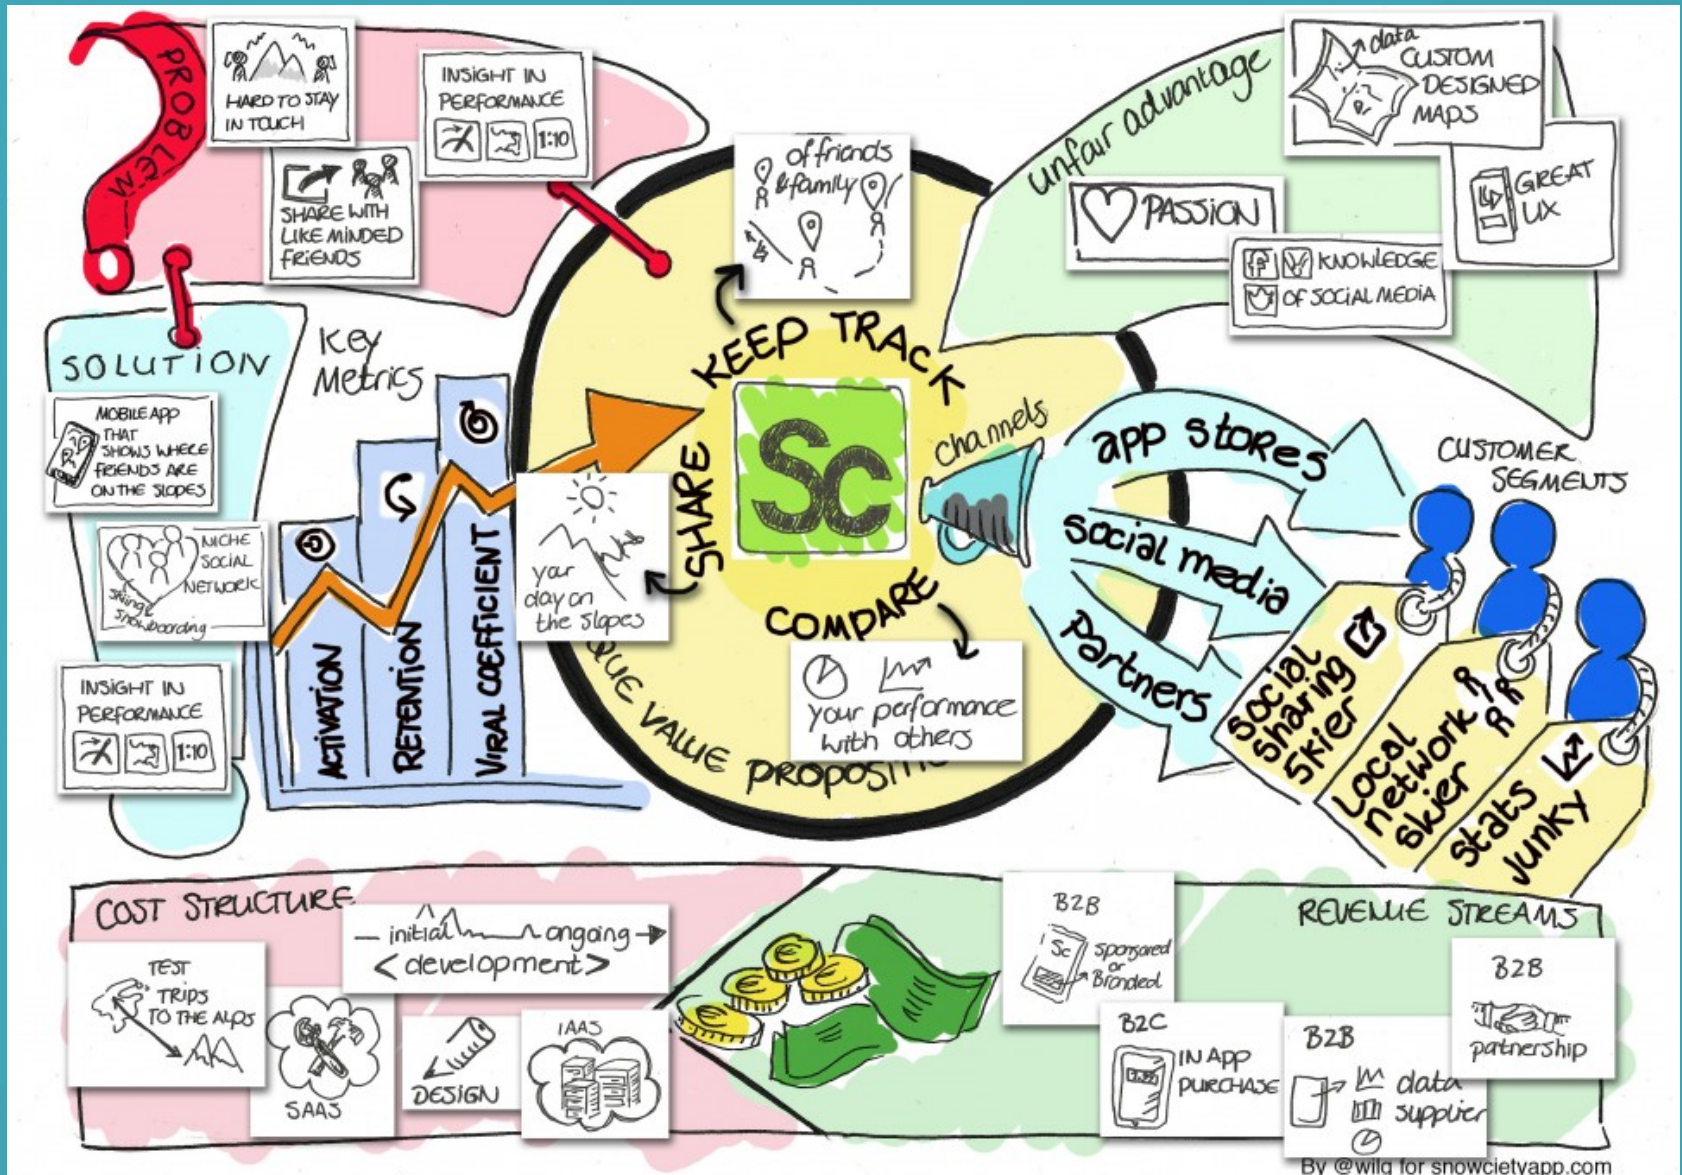 PROBLEM
HARD TO STAY
IN TOUCH
INSIGHT IN
PERFORMANCE
1:10
SHARE WITH
LIKE MINDED
FRIENDS
SOLUTION
MOBILE APP
THAT
SHOWS WHERE
FRIENDS ARE
ON THE SLOPES
NICHE
SOCIAL
NETWORK
skiing &
snowboarding
INSIGHT IN
PERFORMANCE
1:10
Key
Metrics
ACTIVATION
RETENTION
VIRAL COEFFICIENT
KEEP TRACK
of friends
& family
SHARE
your
day on
the slopes
Sc
COMPARE
your performance
with others
QUE VALUE PROPOSITI
unfair advantage
data
CUSTOM
DESIGNED
MAPS
PASSION
GREAT
UX
KNOWLEDGE
OF SOCIAL MEDIA
channels
app stores
social media
partners
CUSTOMER
SEGMENTS
social
sharing
skier
Local
network
skier
stats
junky
COST STRUCTURE
initial ongoing
< development >
TEST
TRIPS
TO THE ALPS
SAAS
DESIGN
IAAS
REVENUE STREAMS
B2B
Sc
sponsored
or
Branded
B2C
IN APP
PURCHASE
B2B
data
supplier
B2B
partnership
By @wilg for snowcietyapp.com